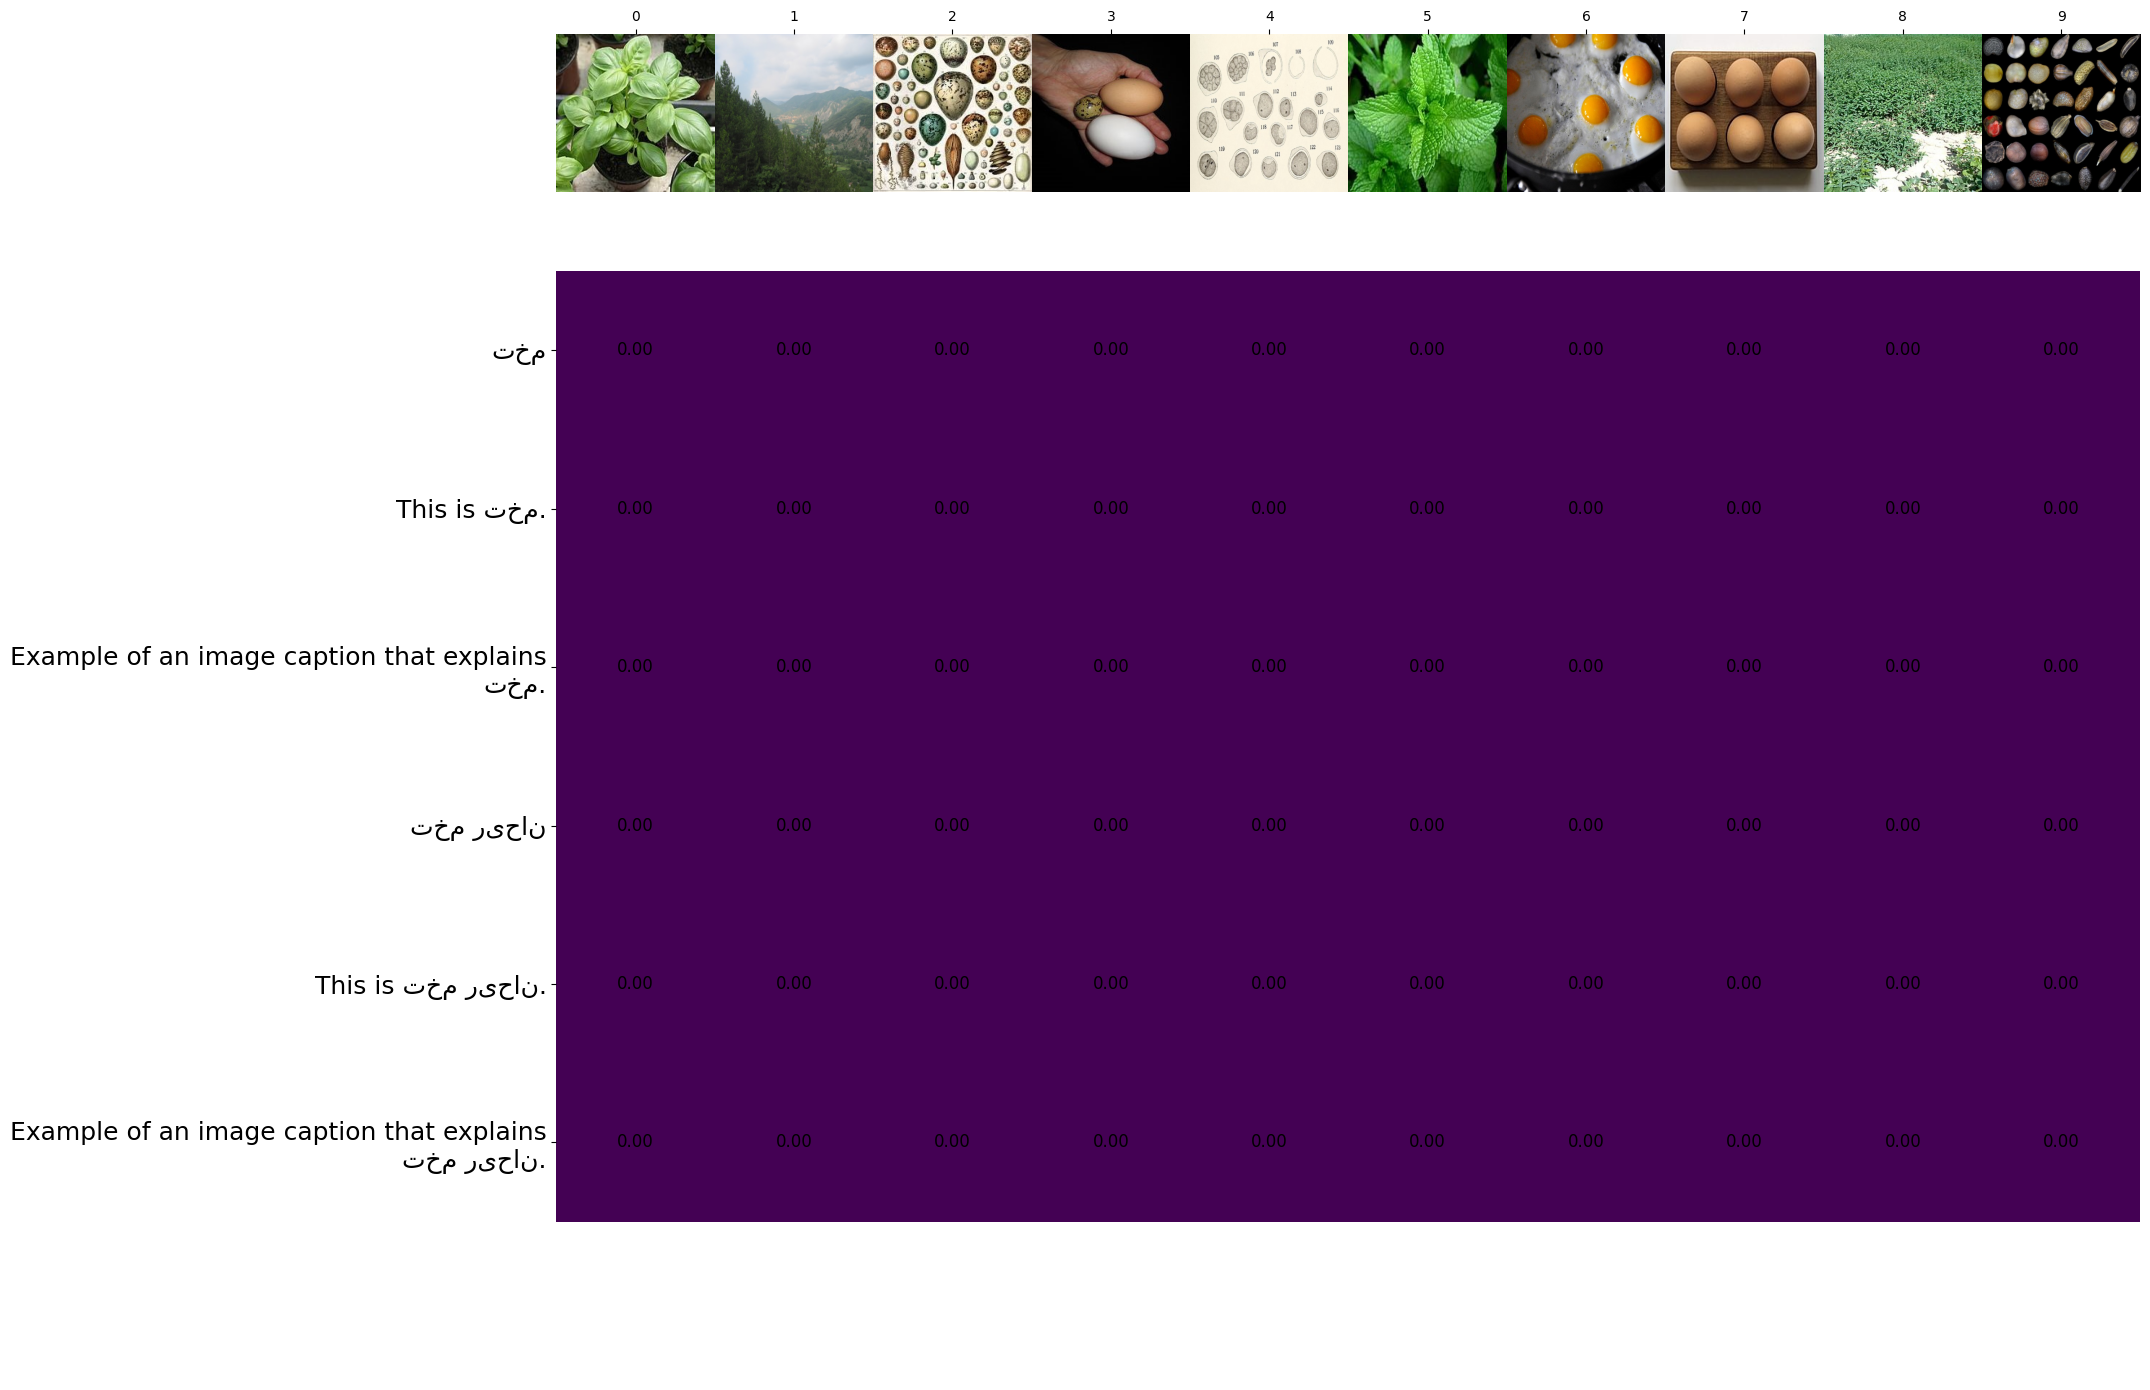 0 1 2 3 4 5 6 7 8 9
تخم 0.00 0.00 0.00 0.00 0.00 0.00 0.00 0.00 0.00 0.00
This is تخم. 0.00 0.00 0.00 0.00 0.00 0.00 0.00 0.00 0.00 0.00
Example of an image caption that explains
تخم. 0.00 0.00 0.00 0.00 0.00 0.00 0.00 0.00 0.00 0.00
تخم ریحان 0.00 0.00 0.00 0.00 0.00 0.00 0.00 0.00 0.00 0.00
This is تخم ریحان. 0.00 0.00 0.00 0.00 0.00 0.00 0.00 0.00 0.00 0.00
Example of an image caption that explains
تخم ریحان. 0.00 0.00 0.00 0.00 0.00 0.00 0.00 0.00 0.00 0.00